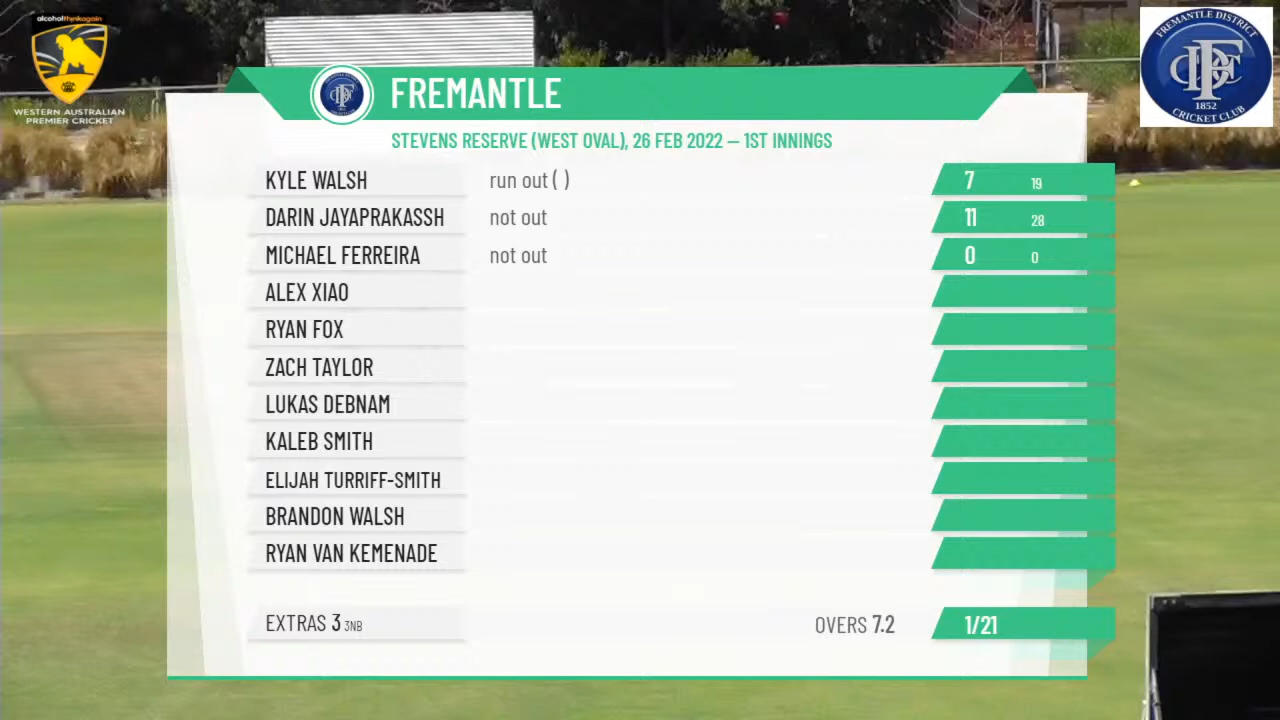 alcoholthinkagain
WESTERN AUSTRALIAN
PREMIER CRICKET
FREMANTLE DISTRICT
1852
CRICKET CLUB
FREMANTLE
STEVENS RESERVE (WEST OVAL), 26 FEB 2022 – 1ST INNINGS
KYLE WALSH run out ( ) 7 19
DARIN JAYAPRAKASSH not out 11 28
MICHAEL FERREIRA not out 0 0
ALEX XIAO
RYAN FOX
ZACH TAYLOR
LUKAS DEBNAM
KALEB SMITH
ELIJAH TURRIFF-SMITH
BRANDON WALSH
RYAN VAN KEMENADE
EXTRAS 3 3NB OVERS 7.2 1/21